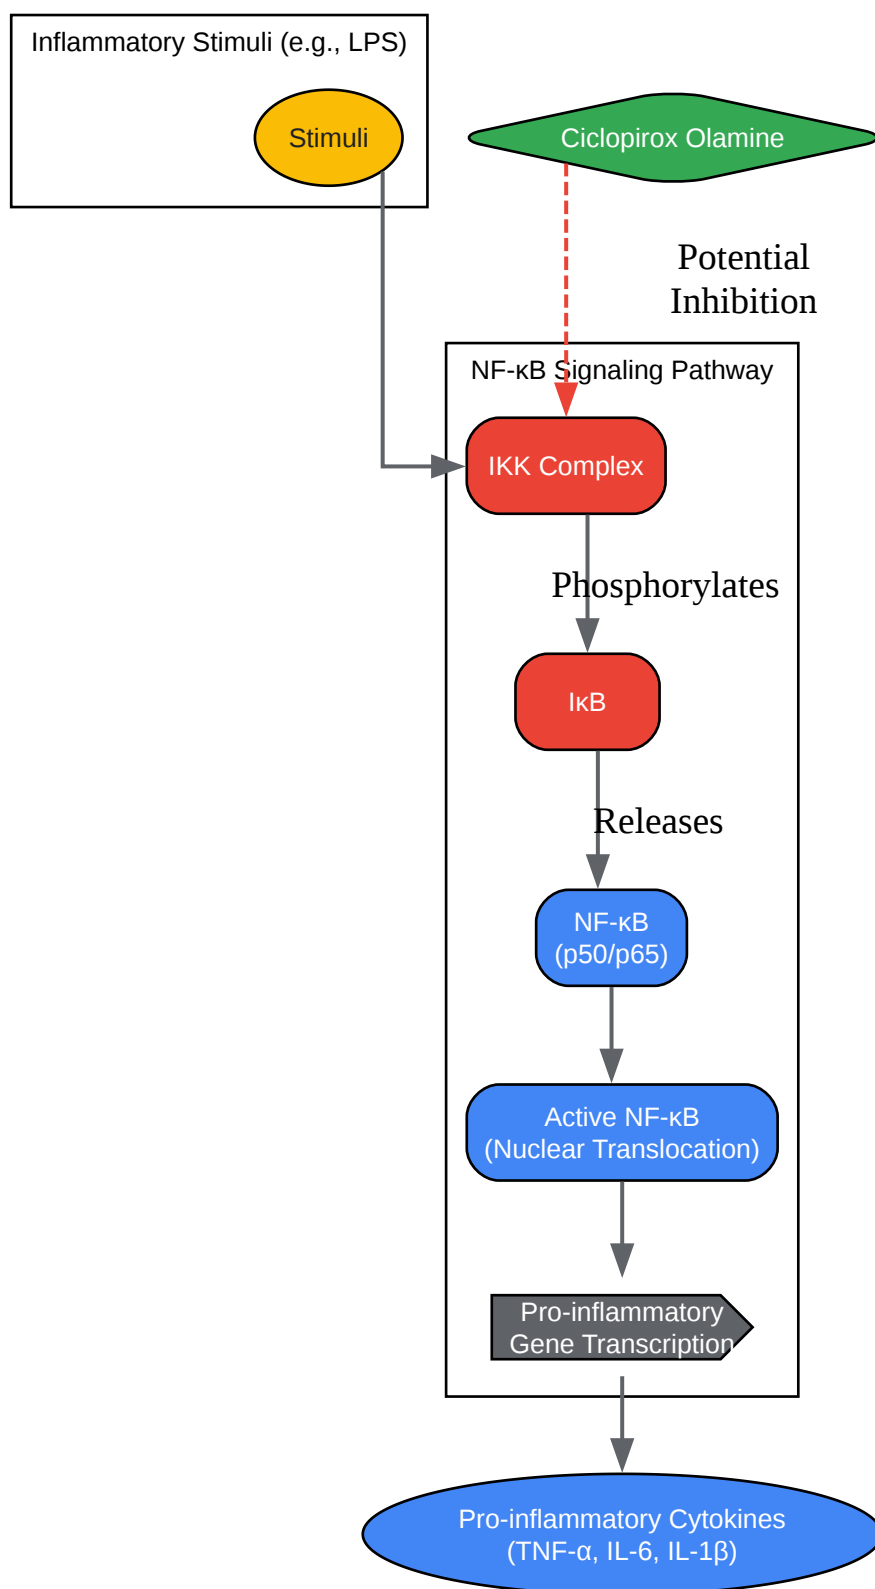 Inflammatory Stimuli (e.g., LPS)
Stimuli
Ciclopirox Olamine
Potential
Inhibition
NF-κB Signaling Pathway
IKK Complex
Phosphorylates
IκB
Releases
NF-κB
(p50/p65)
Active NF-κB
(Nuclear Translocation)
Pro-inflammatory
Gene Transcription
Pro-inflammatory Cytokines
(TNF-α, IL-6, IL-1β)